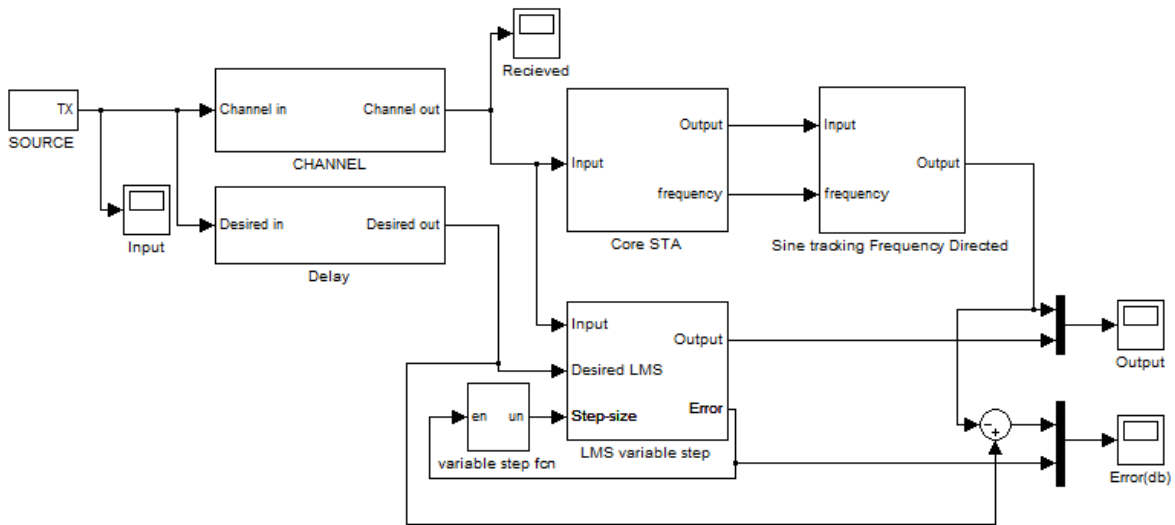 Recieved
TX
SOURCE
Channel in
Channel out
CHANNEL
Input
Desired in
Desired out
Delay
Input
Output
frequency
Core STA
Input
frequency
Output
Sine tracking Frequency Directed
Input
Desired LMS
Step-size
Output
Error
LMS variable step
en
un
variable step fcn
Output
Error(db)